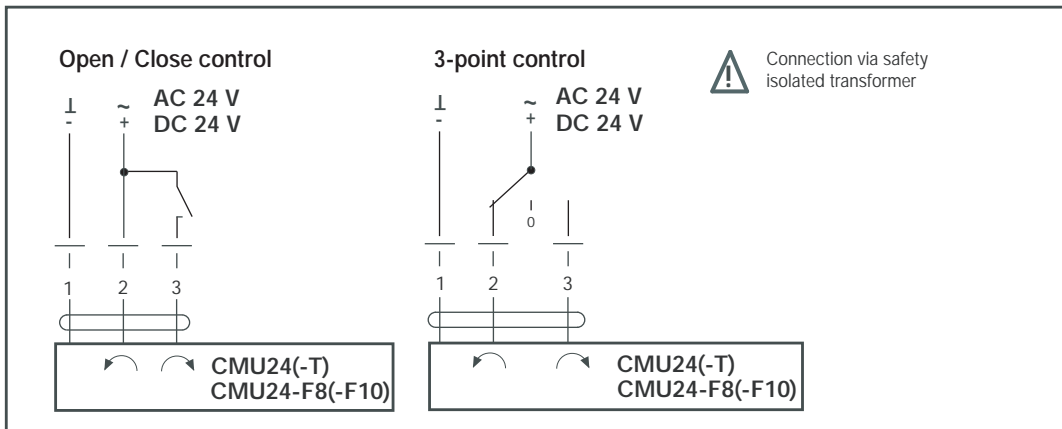 Open / Close control
⊥ ~ AC 24 V
- + DC 24 V
1 2 3
CMU24(-T)
CMU24-F8(-F10)
3-point control
⊥ ~ AC 24 V
- + DC 24 V
0
1 2 3
CMU24(-T)
CMU24-F8(-F10)
!
Connection via safety
isolated transformer